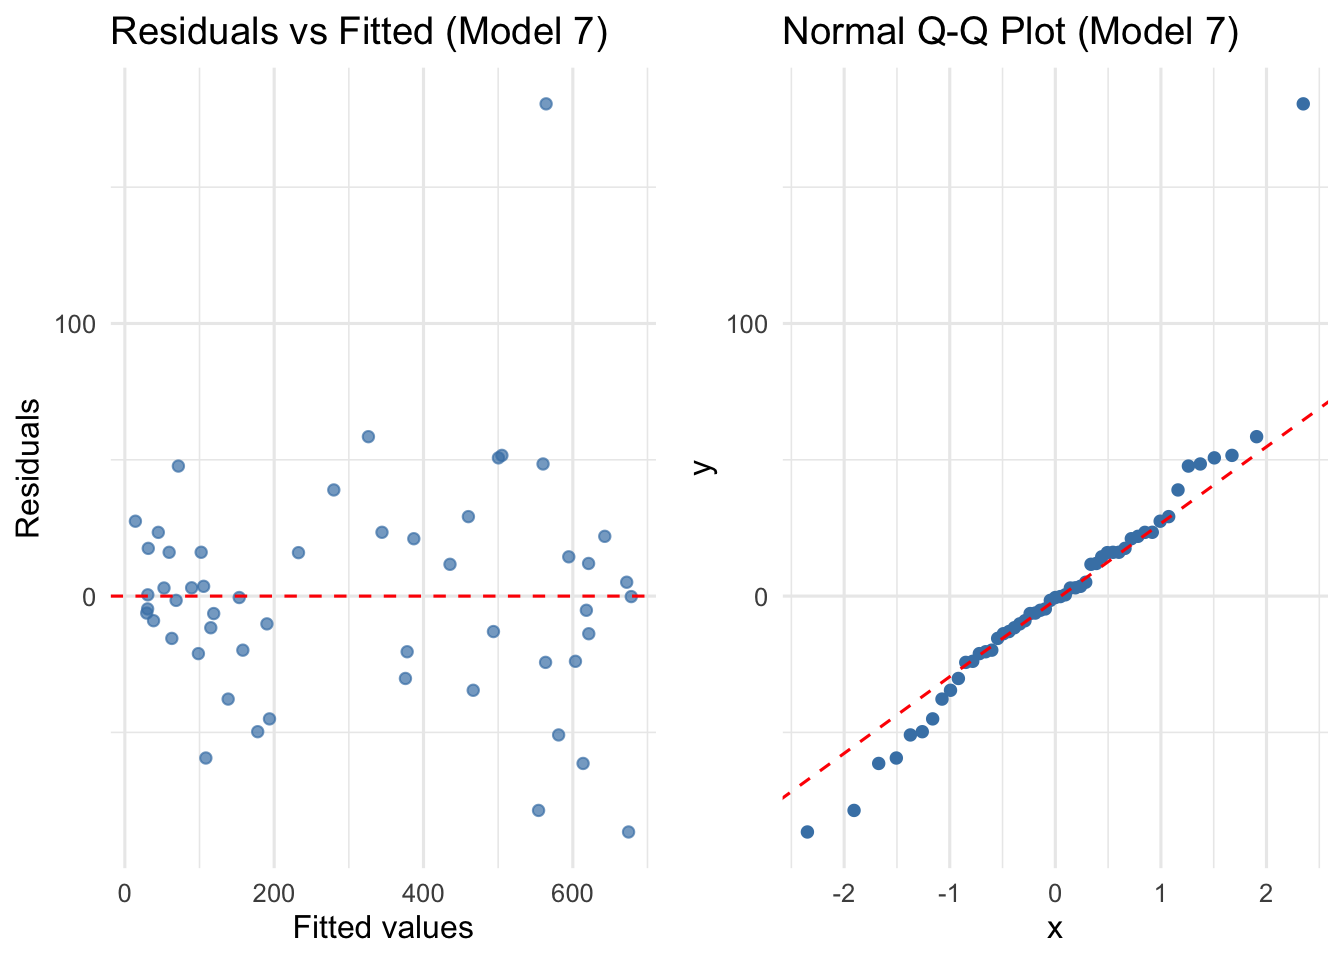 Residuals vs Fitted (Model 7)
Residuals
100
0
0 200 400 600
Fitted values
Normal Q-Q Plot (Model 7)
y
100
0
-2 -1 0 1 2
x